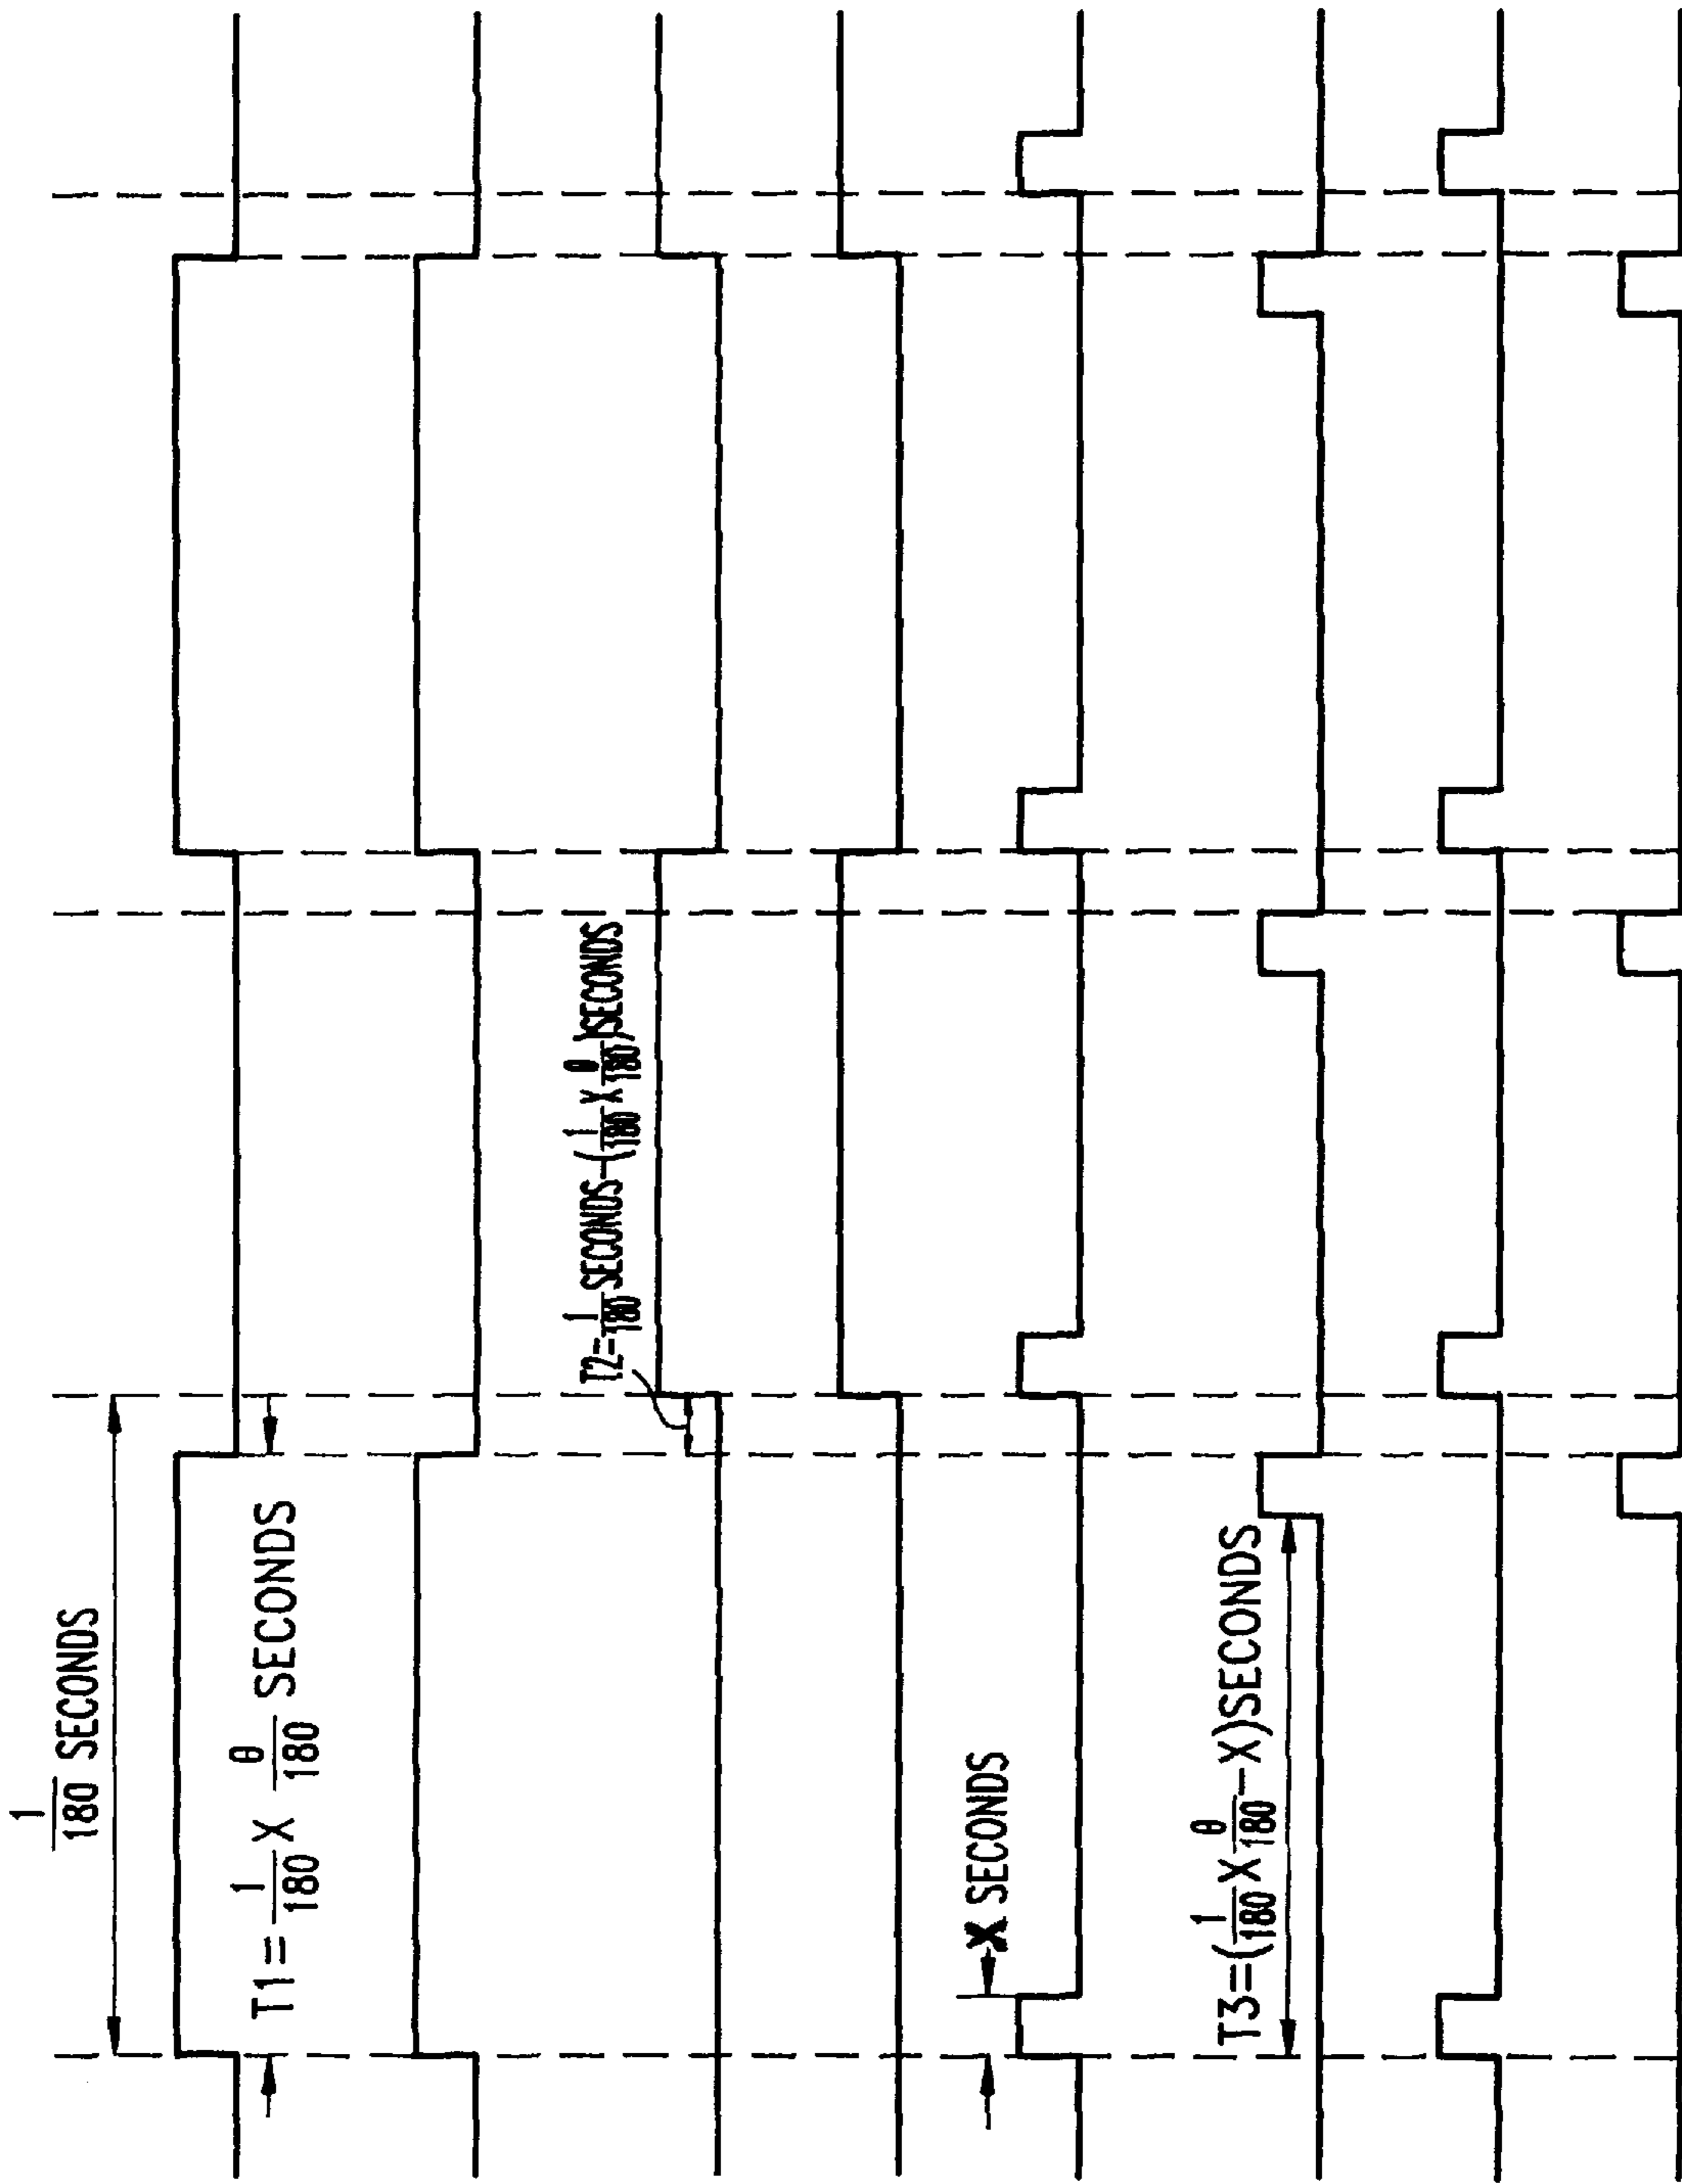 1/180 SECONDS
T1=1/180 X θ/180 SECONDS
T2=1/180 SECONDS-(1/180 X θ/180)SECONDS
X SECONDS
T3=(1/180 X θ/180 -X)SECONDS